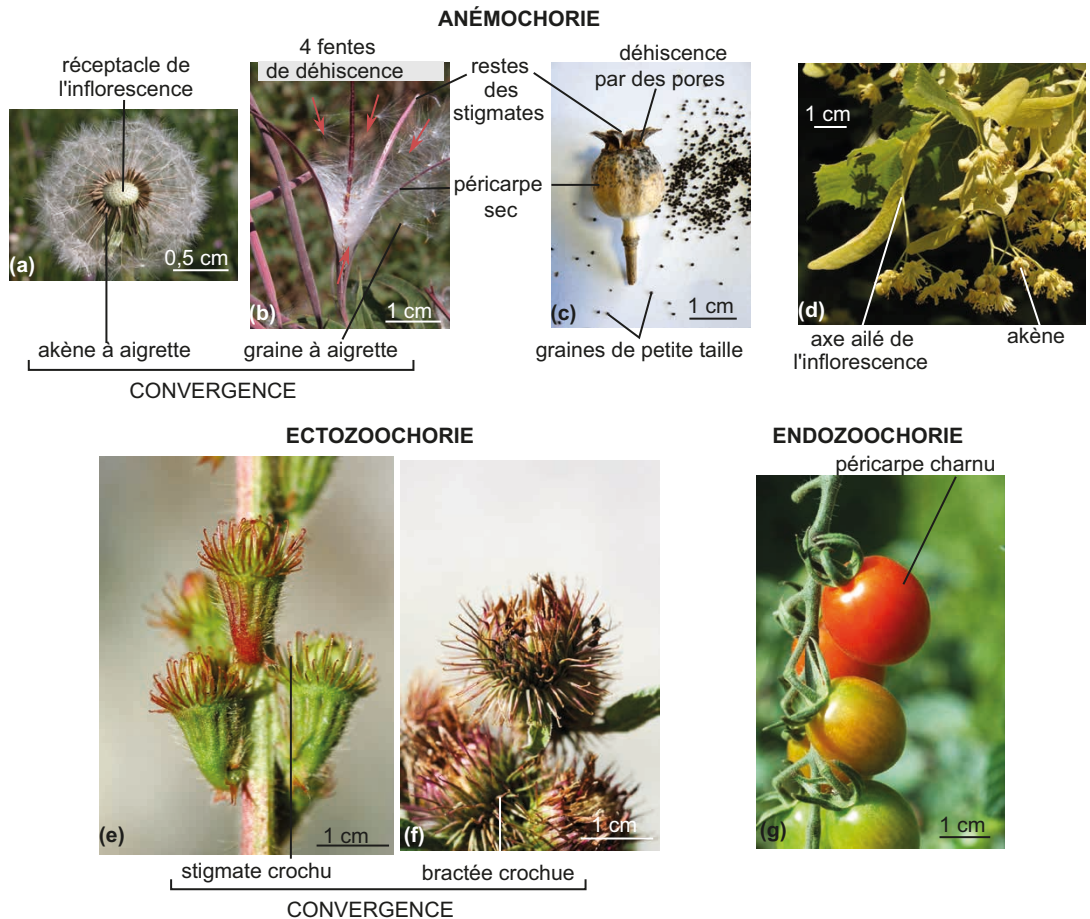 ANÉMOCHORIE
réceptacle de
l'inflorescence
4 fentes
de déhiscence
restes
des
stigmates
déhiscence
par des pores
1 cm
péricarpe
sec
(a)
0,5 cm
(b)
1 cm
(c)
1 cm
(d)
akène à aigrette
graine à aigrette
graines de petite taille
axe ailé de
l'inflorescence
akène
CONVERGENCE
ECTOZOOCHORIE
ENDOZOOCHORIE
péricarpe charnu
(e)
1 cm
(f)
1 cm
(g)
1 cm
stigmate crochu
bractée crochue
CONVERGENCE